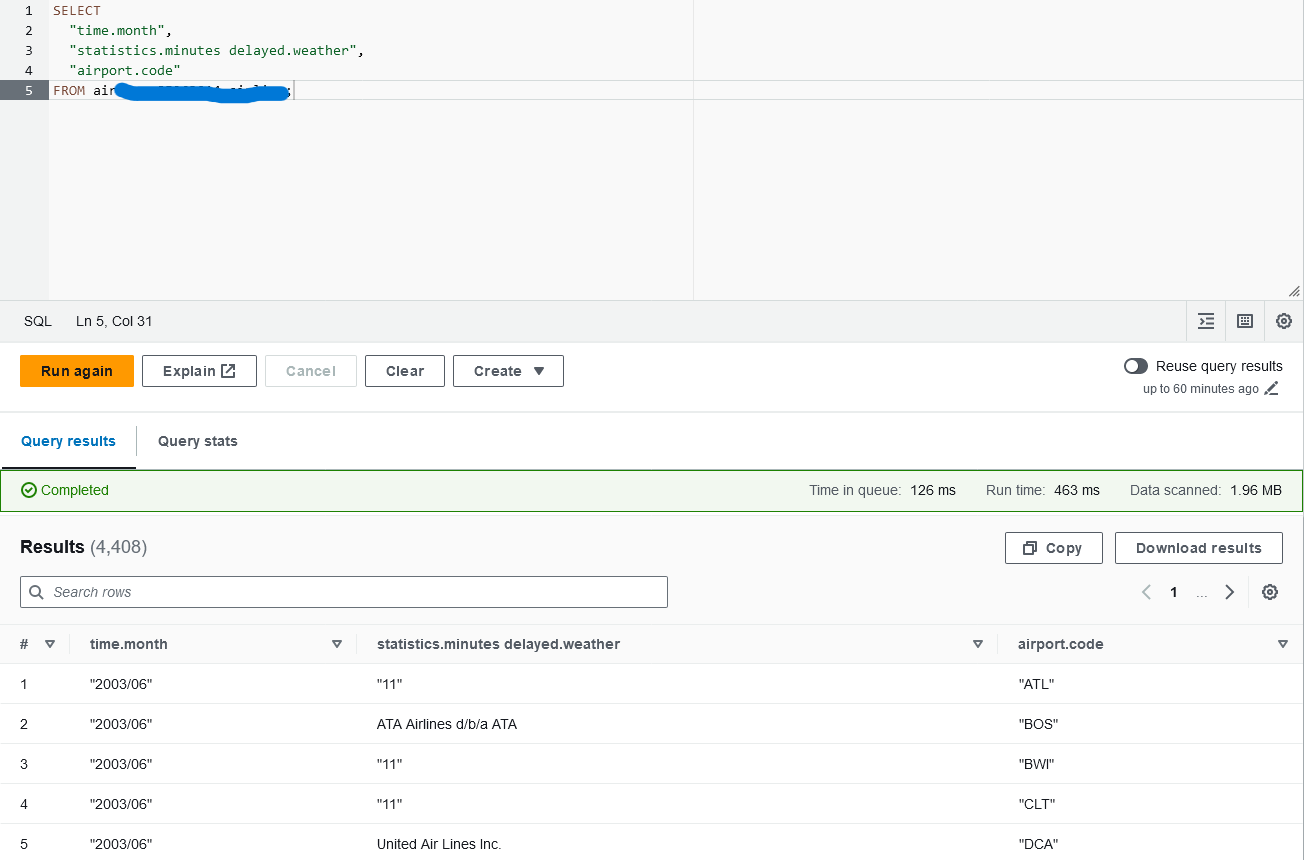 1 SELECT
2 "time.month",
3 "statistics.minutes delayed.weather",
4 "airport.code"
5 FROM air
SQL Ln 5, Col 31
Run again Explain Cancel Clear Create Reuse query results
up to 60 minutes ago
Query results Query stats
Completed Time in queue: 126 ms Run time: 463 ms Data scanned: 1.96 MB
Results (4,408) Copy Download results
Search rows 1 ...
# time.month statistics.minutes delayed.weather airport.code
1 "2003/06" "11" "ATL"
2 "2003/06" ATA Airlines d/b/a ATA "BOS"
3 "2003/06" "11" "BWI"
4 "2003/06" "11" "CLT"
5 "2003/06" United Air Lines Inc. "DCA"